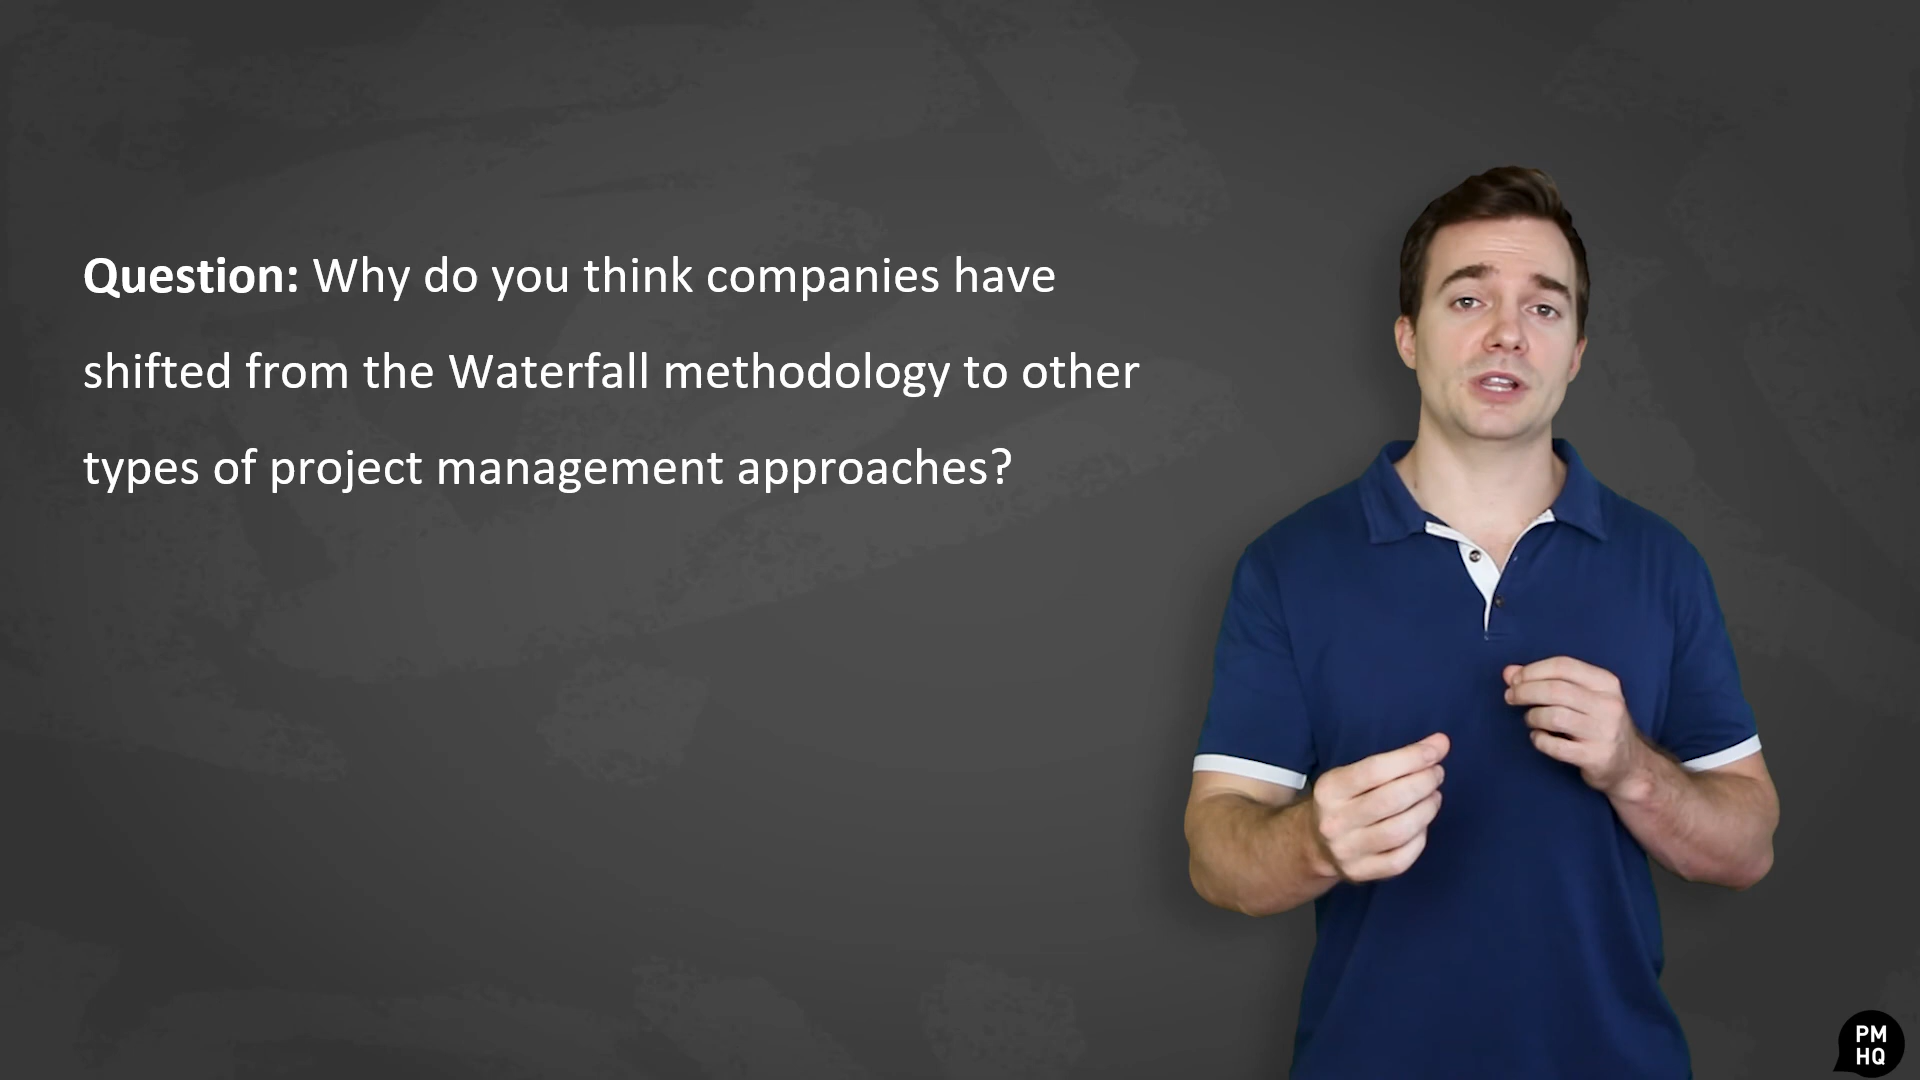 Question: Why do you think companies have
shifted from the Waterfall methodology to other
types of project management approaches?
PM
HQ